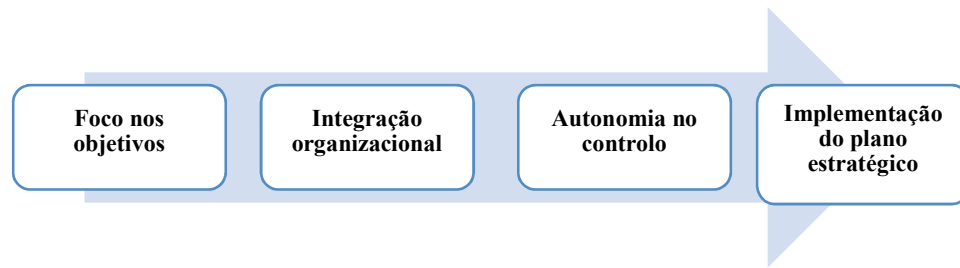 Foco nos
objetivos
Integração
organizacional
Autonomia no
controlo
Implementação
do plano
estratégico